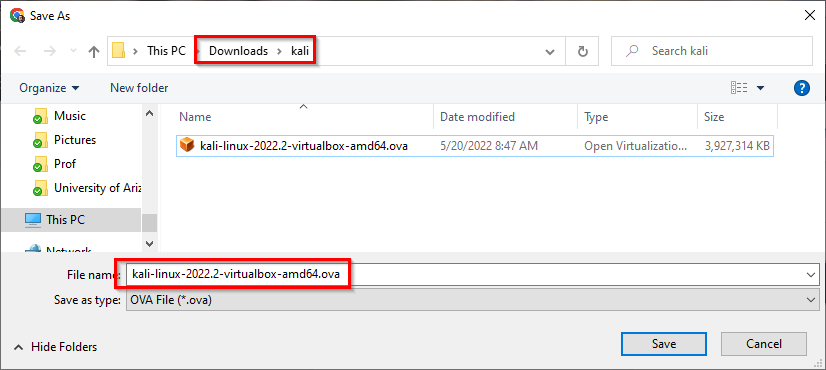 Save As
This PC > Downloads > kali
Search kali
Organize
New folder
Name Date modified Type Size
kali-linux-2022.2-virtualbox-amd64.ova 5/20/2022 8:47 AM Open Virtualizatio... 3,927,314 KB
Music
Pictures
Prof
University of Ariz
This PC
Network
File name: kali-linux-2022.2-virtualbox-amd64.ova
Save as type: OVA File (*.ova)
Hide Folders
Save
Cancel